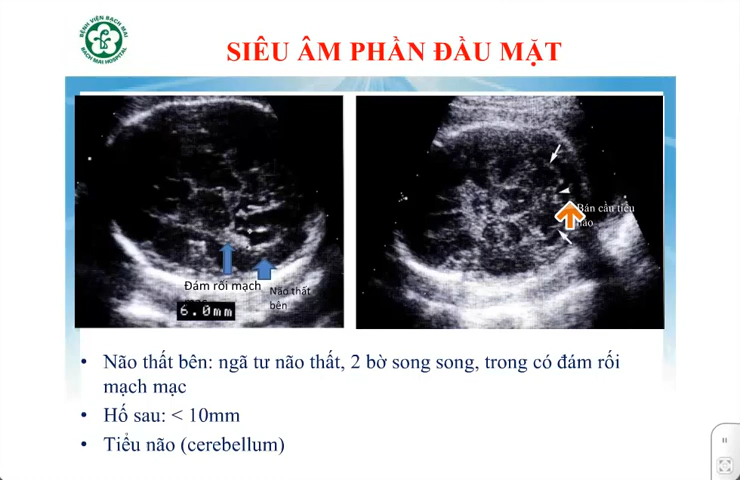 BỆNH VIỆN BẠCH MAI
BACH MAI HOSPITAL
SIÊU ÂM PHẦN ĐẦU MẶT
Bán cầu tiểu
não
Đám rối mạch
Não thất
bên
6.0mm
• Não thất bên: ngã tư não thất, 2 bờ song song, trong có đám rối
mạch mạc
• Hố sau: < 10mm
• Tiểu não (cerebellum)